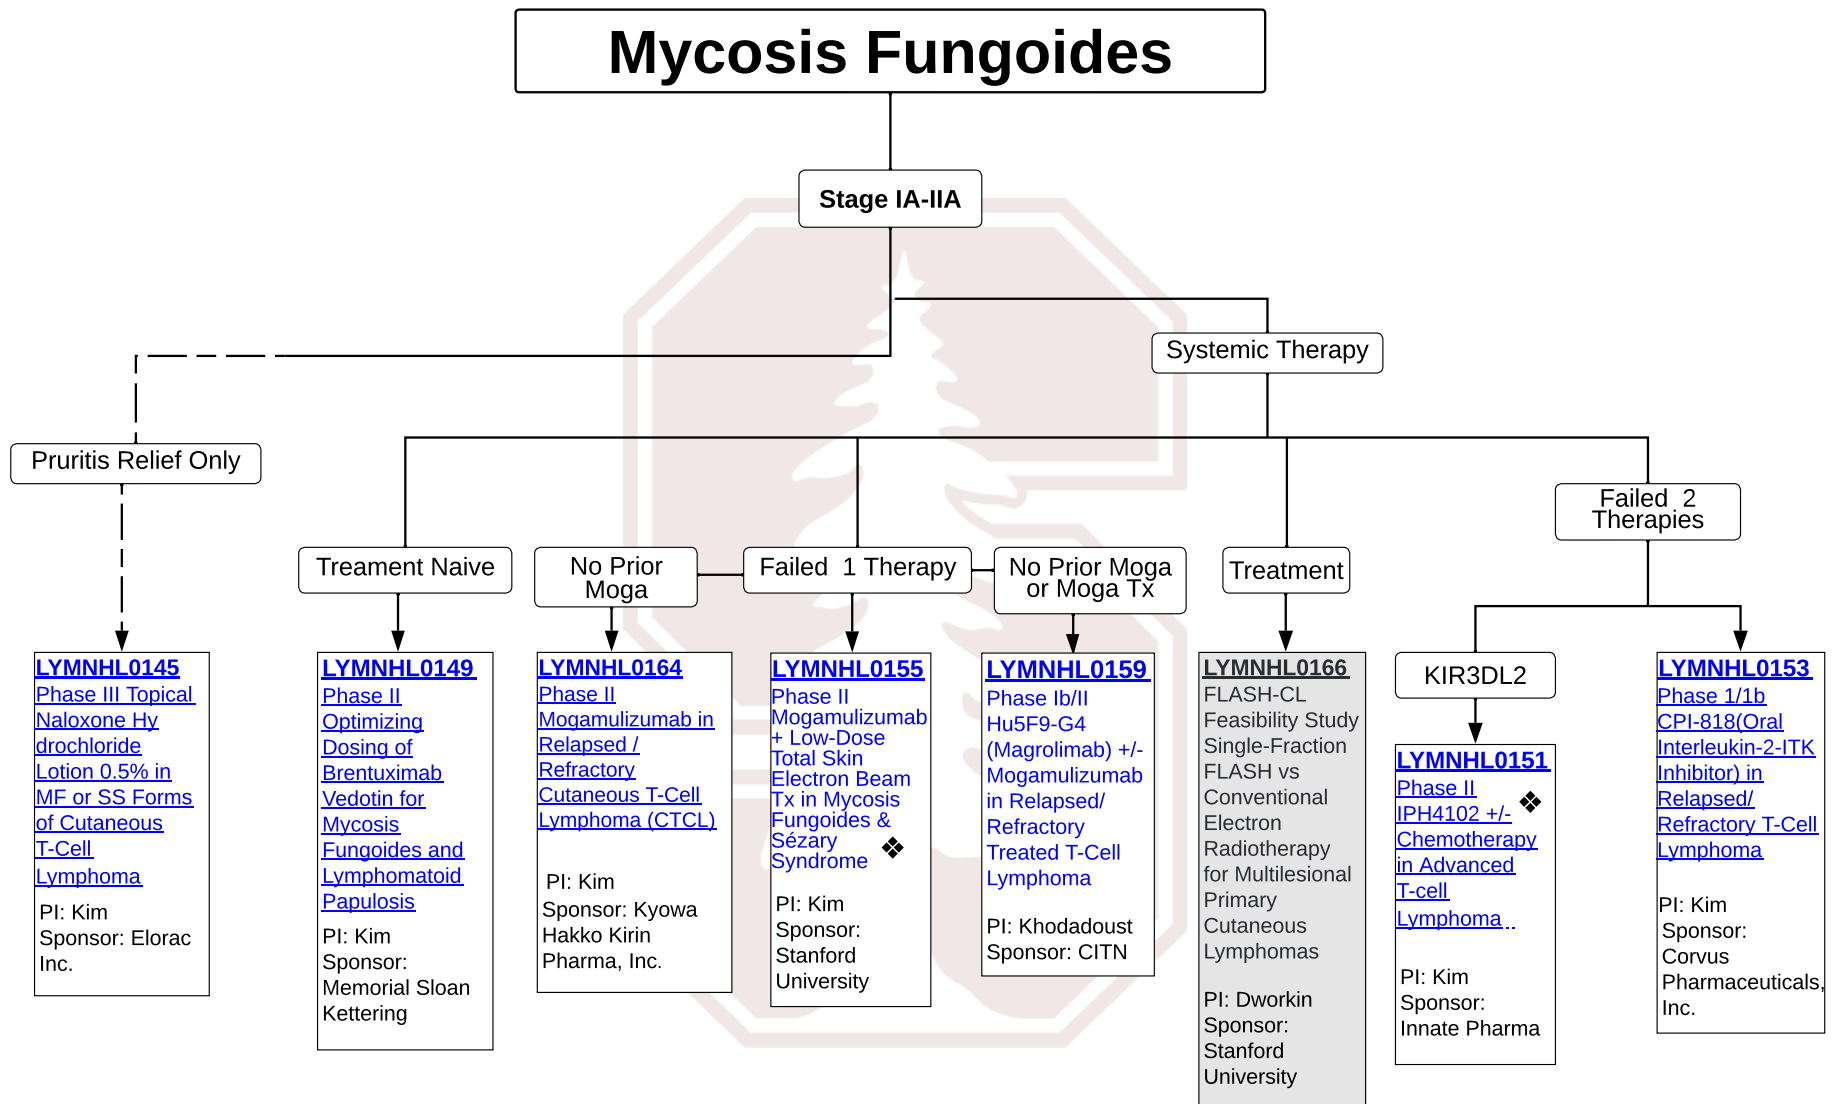 Mycosis Fungoides
Stage IA-IIA
Systemic Therapy
Pruritis Relief Only
Failed 2
Therapies
Treament Naive
No Prior
Moga
Failed 1 Therapy
No Prior Moga
or Moga Tx
Treatment
LYMNHL0145
Phase III Topical
Naloxone Hy
drochloride
Lotion 0.5% in
MF or SS Forms
of Cutaneous
T-Cell
Lymphoma
PI: Kim
Sponsor: Elorac
Inc.
LYMNHL0149
Phase II
Optimizing
Dosing of
Brentuximab
Vedotin for
Mycosis
Fungoides and
Lymphomatoid
Papulosis
PI: Kim
Sponsor:
Memorial Sloan
Kettering
LYMNHL0164
Phase II
Mogamulizumab in
Relapsed /
Refractory
Cutaneous T-Cell
Lymphoma (CTCL)
PI: Kim
Sponsor: Kyowa
Hakko Kirin
Pharma, Inc.
LYMNHL0155
Phase II
Mogamulizumab
+ Low-Dose
Total Skin
Electron Beam
Tx in Mycosis
Fungoides &
Sézary
Syndrome ❖
PI: Kim
Sponsor:
Stanford
University
LYMNHL0159
Phase Ib/II
Hu5F9-G4
(Magrolimab) +/-
Mogamulizumab
in Relapsed/
Refractory
Treated T-Cell
Lymphoma
PI: Khodadoust
Sponsor: CITN
LYMNHL0166
FLASH-CL
Feasibility Study
Single-Fraction
FLASH vs
Conventional
Electron
Radiotherapy
for Multilesional
Primary
Cutaneous
Lymphomas
PI: Dworkin
Sponsor:
Stanford
University
KIR3DL2
LYMNHL0151
Phase II
IPH4102 +/- ❖
Chemotherapy
in Advanced
T-cell
Lymphoma
PI: Kim
Sponsor:
Innate Pharma
LYMNHL0153
Phase 1/1b
CPI-818(Oral
Interleukin-2-ITK
Inhibitor) in
Relapsed/
Refractory T-Cell
Lymphoma
PI: Kim
Sponsor:
Corvus
Pharmaceuticals,
Inc.